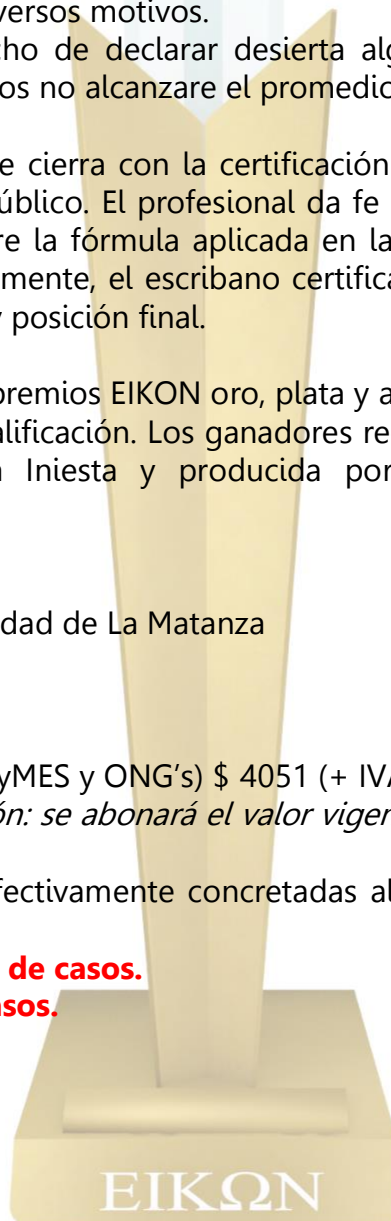 versos motivos.
cho de declarar desierta alg
os no alcanzare el promedio
e cierra con la certificación
úblico. El profesional da fe
re la fórmula aplicada en la
mente, el escribano certifica
y posición final.
premios EIKON oro, plata y a
alificación. Los ganadores re
Iniesta y producida por
dad de La Matanza
yMES y ONG's) $ 4051 (+ IVA
ón: se abonará el valor vigen
fectivamente concretadas al
de casos.
asos.
EIKΩN